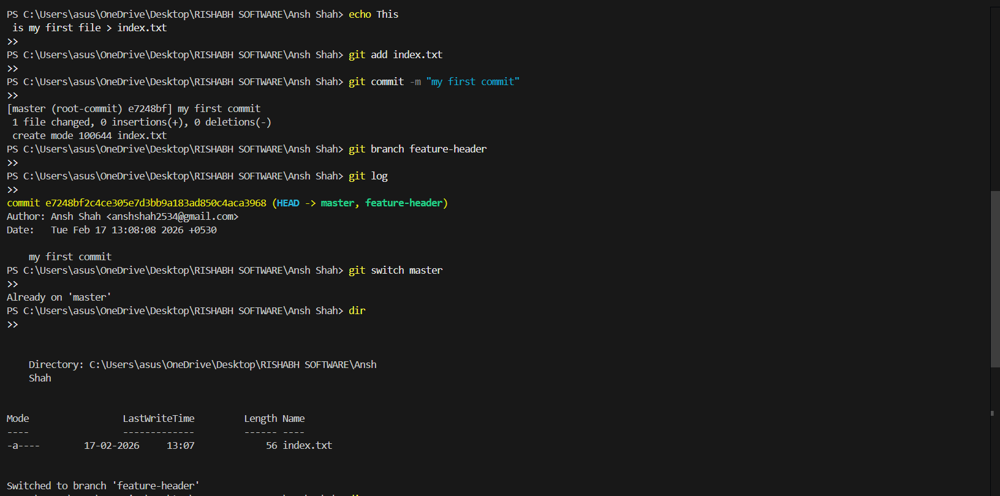 PS C:\Users\asus\OneDrive\Desktop\RISHABH SOFTWARE\Ansh Shah> echo This
 is my first file > index.txt
>>
PS C:\Users\asus\OneDrive\Desktop\RISHABH SOFTWARE\Ansh Shah> git add index.txt
>>
PS C:\Users\asus\OneDrive\Desktop\RISHABH SOFTWARE\Ansh Shah> git commit -m "my first commit"
>>
[master (root-commit) e7248bf] my first commit
 1 file changed, 0 insertions(+), 0 deletions(-)
 create mode 100644 index.txt
PS C:\Users\asus\OneDrive\Desktop\RISHABH SOFTWARE\Ansh Shah> git branch feature-header
>>
PS C:\Users\asus\OneDrive\Desktop\RISHABH SOFTWARE\Ansh Shah> git log
>>
commit e7248bf2c4ce305e7d3bb9a183ad850c4aca3968 (HEAD -> master, feature-header)
Author: Ansh Shah <anshshah2534@gmail.com>
Date:   Tue Feb 17 13:08:08 2026 +0530

    my first commit
PS C:\Users\asus\OneDrive\Desktop\RISHABH SOFTWARE\Ansh Shah> git switch master
>>
Already on 'master'
PS C:\Users\asus\OneDrive\Desktop\RISHABH SOFTWARE\Ansh Shah> dir
>>

    Directory: C:\Users\asus\OneDrive\Desktop\RISHABH SOFTWARE\Ansh
    Shah

Mode                 LastWriteTime         Length Name
----                 -------------         ------ ----
-a----        17-02-2026     13:07             56 index.txt

Switched to branch 'feature-header'